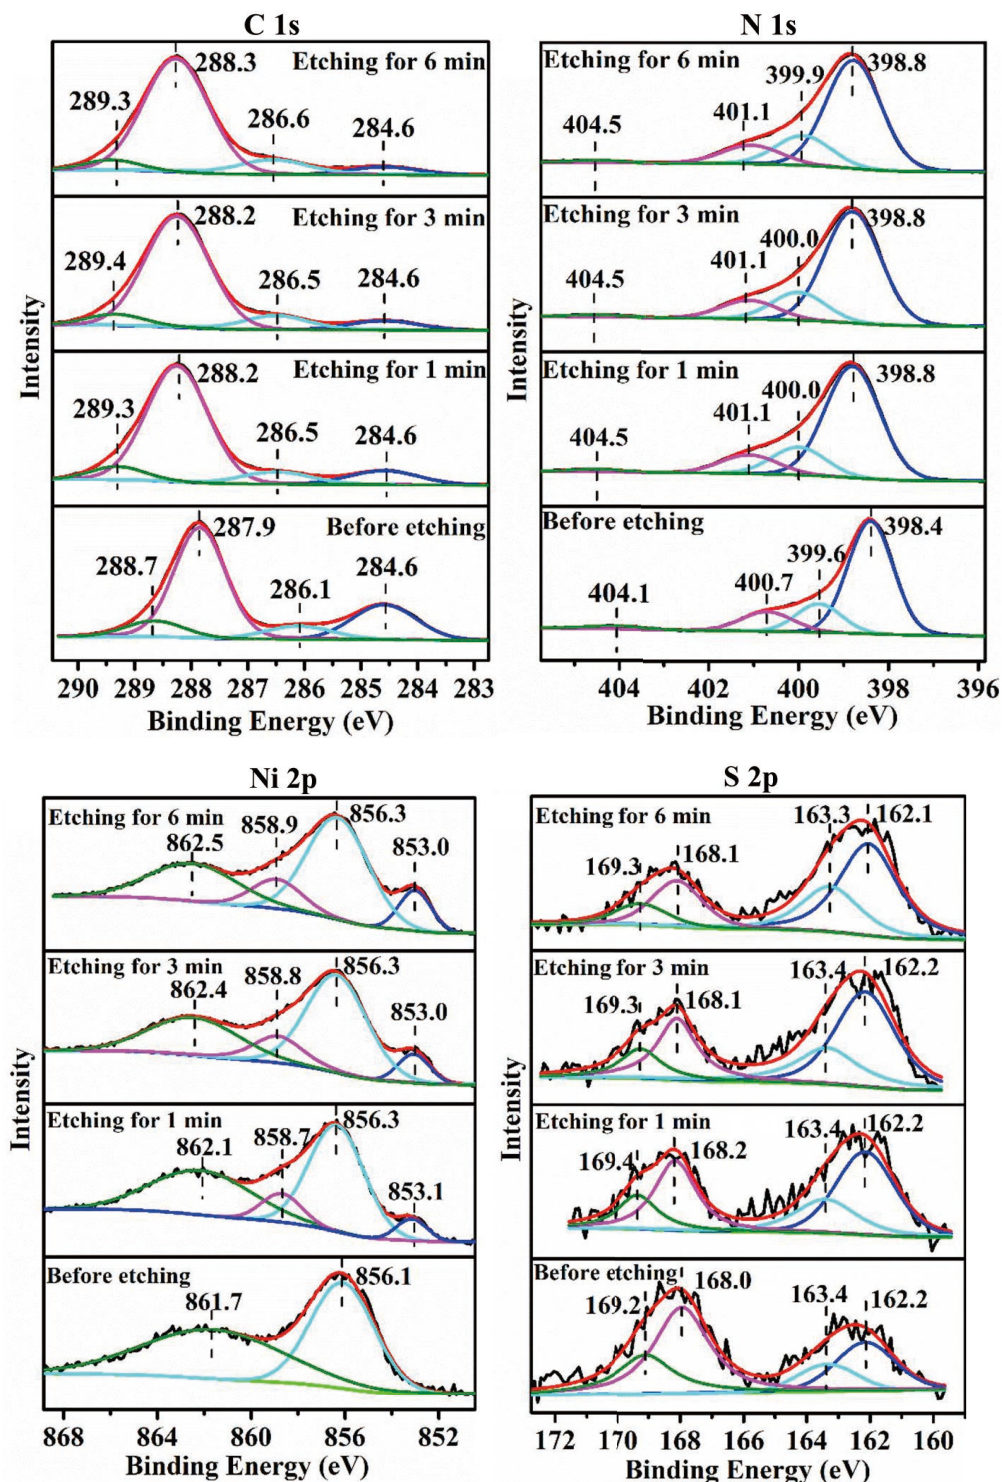 C 1s
Intensity
Etching for 6 min
289.3
288.3
286.6
284.6
Etching for 3 min
289.4
288.2
286.5
284.6
Etching for 1 min
289.3
288.2
286.5
284.6
Before etching
288.7
287.9
286.1
284.6
290 289 288 287 286 285 284 283
Binding Energy (eV)
N 1s
Etching for 6 min
404.5
401.1
399.9
398.8
Etching for 3 min
404.5
401.1
400.0
398.8
Etching for 1 min
404.5
401.1
400.0
398.8
Before etching
404.1
400.7
399.6
398.4
404 402 400 398 396
Binding Energy (eV)
Ni 2p
Intensity
Etching for 6 min
862.5
858.9
856.3
853.0
Etching for 3 min
862.4
858.8
856.3
853.0
Etching for 1 min
862.1
858.7
856.3
853.1
Before etching
861.7
856.1
868 864 860 856 852
Binding Energy (eV)
S 2p
Intensity
Etching for 6 min
169.3
168.1
163.3
162.1
Etching for 3 min
169.3
168.1
163.4
162.2
Etching for 1 min
169.4
168.2
163.4
162.2
Before etching
169.2
168.0
163.4
162.2
172 170 168 166 164 162 160
Binding Energy (eV)